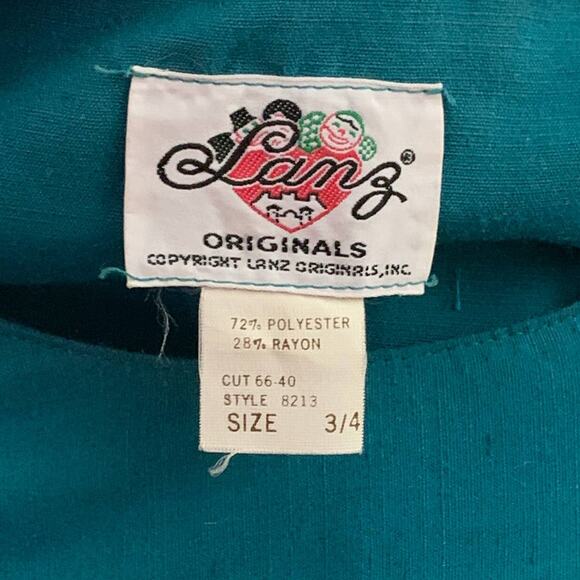 Lanz®
ORIGINALS
COPYRIGHT LANZ ORIGINALS, INC.
72% POLYESTER
28% RAYON
CUT 66-40
STYLE 8213
SIZE 3/4